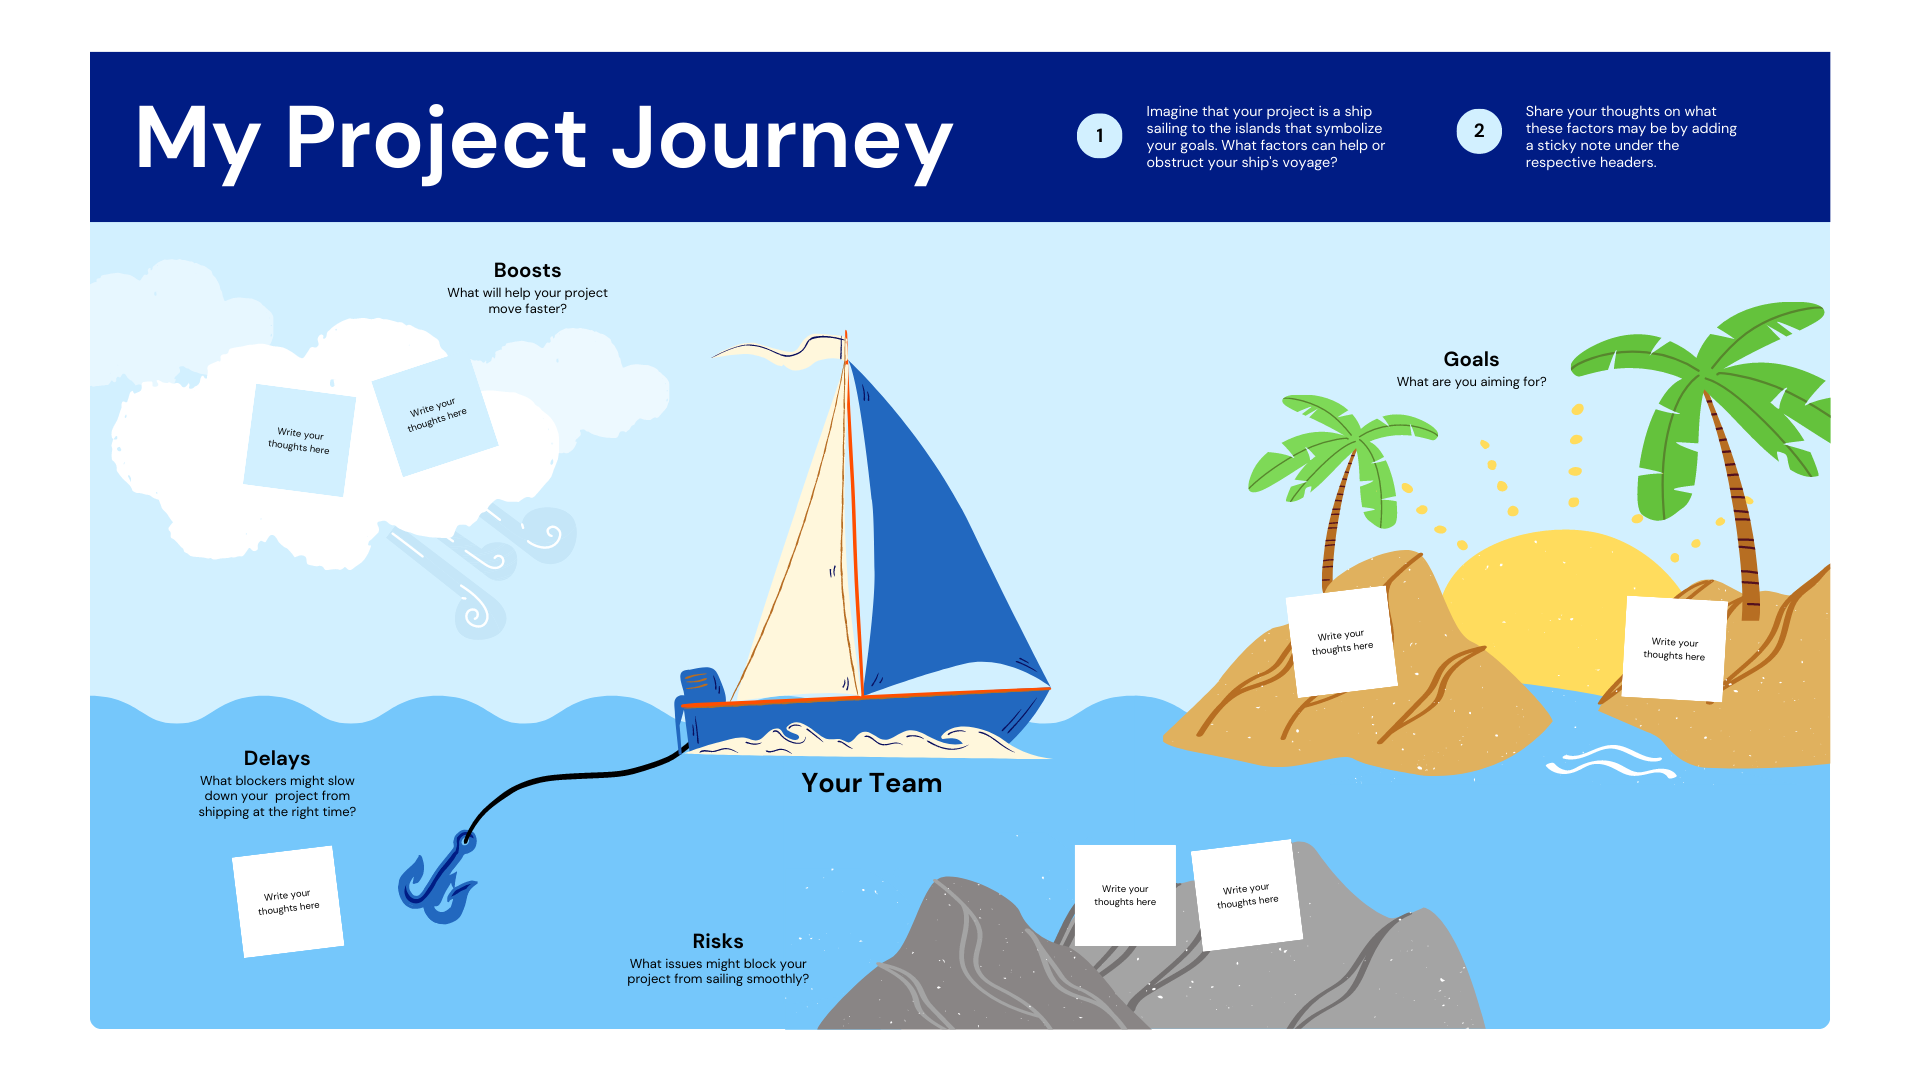 My Project Journey
1
Imagine that your project is a ship
sailing to the islands that symbolize
your goals. What factors can help or
obstruct your ship's voyage?
2
Share your thoughts on what
these factors may be by adding
a sticky note under the
respective headers.
Boosts
What will help your project
move faster?
Write your
thoughts here
Write your
thoughts here
Goals
What are you aiming for?
Write your
thoughts here
Write your
thoughts here
Delays
What blockers might slow
down your  project from
shipping at the right time?
Write your
thoughts here
Your Team
Risks
What issues might block your
project from sailing smoothly?
Write your
thoughts here
Write your
thoughts here